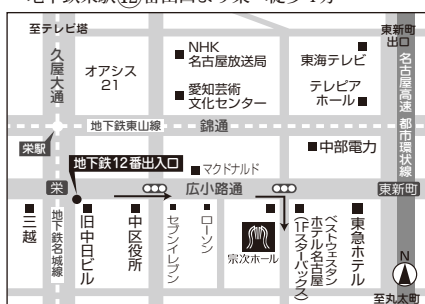 地下鉄栄駅⑫番出口より東へ徒歩4分
至テレビ塔
久屋大通
オアシス
21
NHK
名古屋放送局
愛知芸術
文化センター
東海テレビ
テレピア
ホール
東新町
出口
名古屋高速 都市環状線
地下鉄東山線
錦通
栄駅
地下鉄12番出入口
マクドナルド
中部電力
栄
広小路通
東新町
三越
地下鉄名城線
旧中日ビル
中区役所
セブンイレブン
ローソン
宗次ホール
ベストウェスタン
ホテル名古屋
(1Fスターバックス)
東急ホテル
N
至丸太町